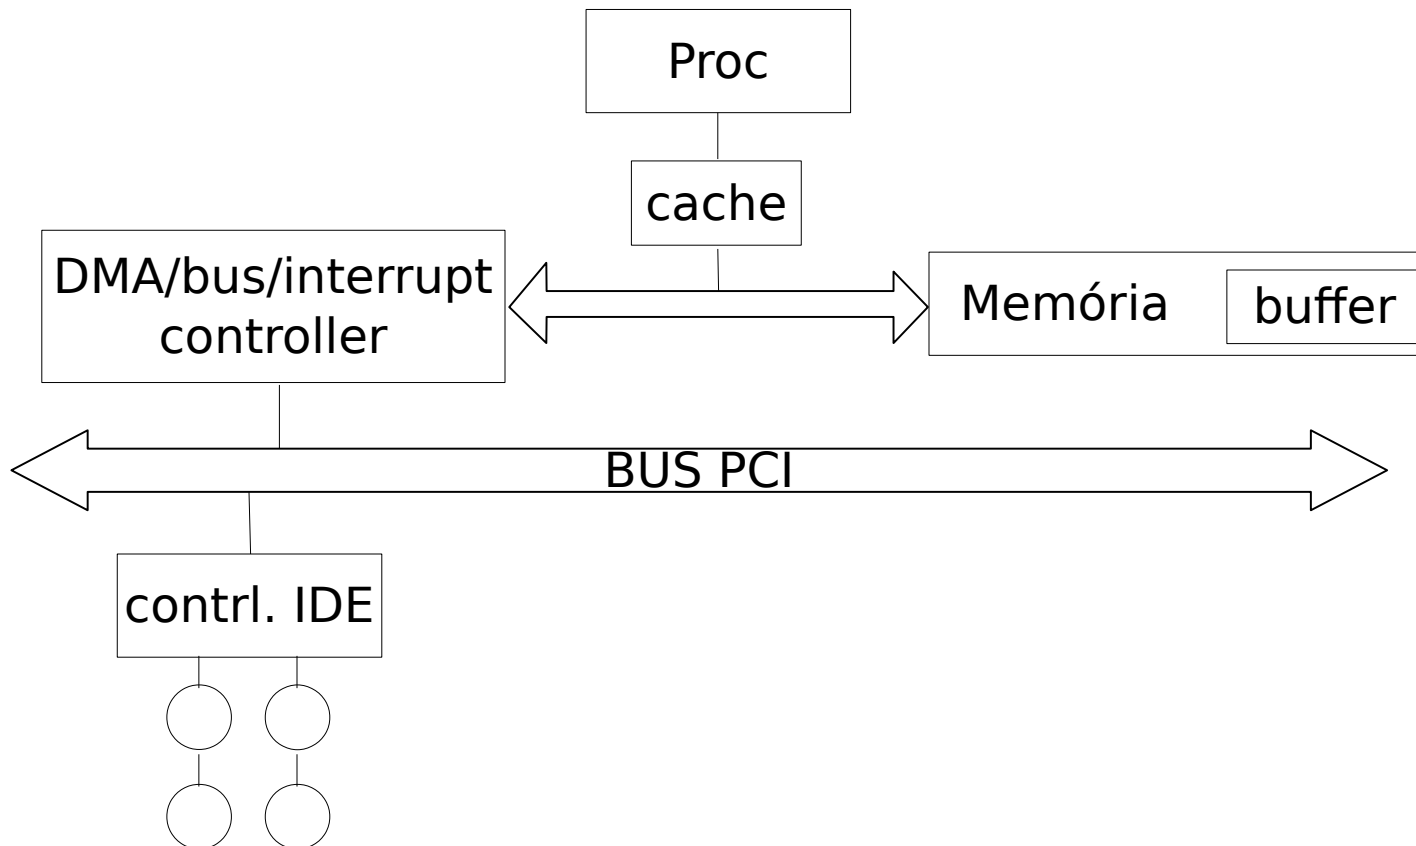 Proc
cache
DMA/bus/interrupt
controller
Memória
buffer
BUS PCI
contrl. IDE